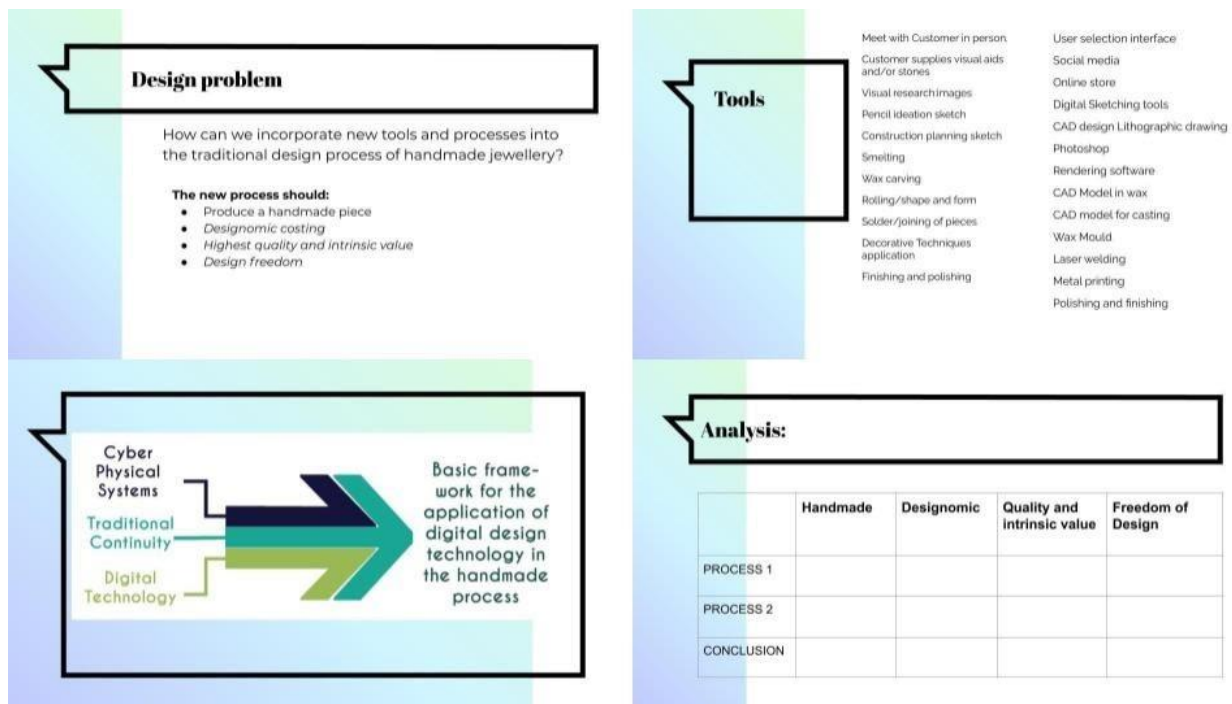 Design problem
How can we incorporate new tools and processes into
the traditional design process of handmade jewellery?
The new process should:
• Produce a handmade piece
• Designomic costing
• Highest quality and intrinsic value
• Design freedom
Tools
Meet with Customer in person
Customer supplies visual aids
and/or stones
Visual research images
Pencil ideation sketch
Construction planning sketch
Smelting
Wax carving
Rolling/shape and form
Solder/joining of pieces
Decorative Techniques
application
Finishing and polishing
User selection interface
Social media
Online store
Digital Sketching tools
CAD design Lithographic drawing
Photoshop
Rendering software
CAD Model in wax
CAD model for casting
Wax Mould
Laser welding
Metal printing
Polishing and finishing
Cyber
Physical
Systems
Traditional
Continuity
Digital
Technology
Basic frame-
work for the
application of
digital design
technology in
the handmade
process
Analysis:
Handmade
Designomic
Quality and
intrinsic value
Freedom of
Design
PROCESS 1
PROCESS 2
CONCLUSION